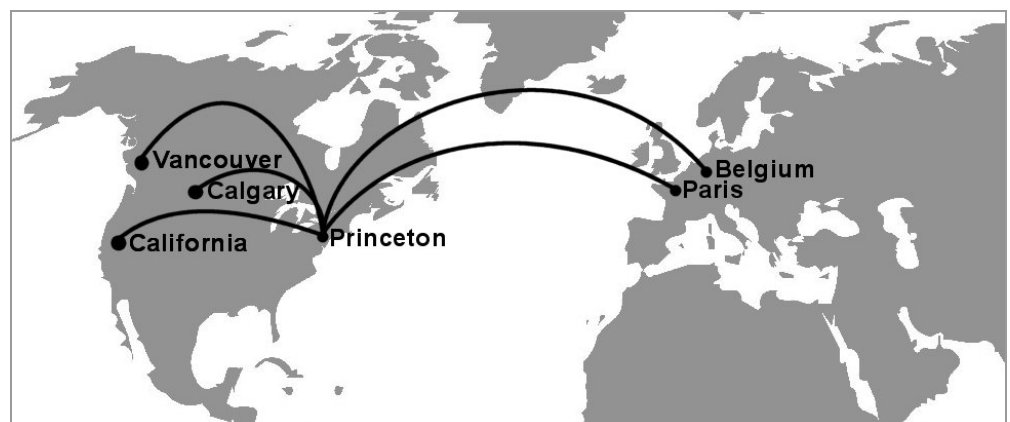 Vancouver
Belgium
Calgary
Paris
California
Princeton